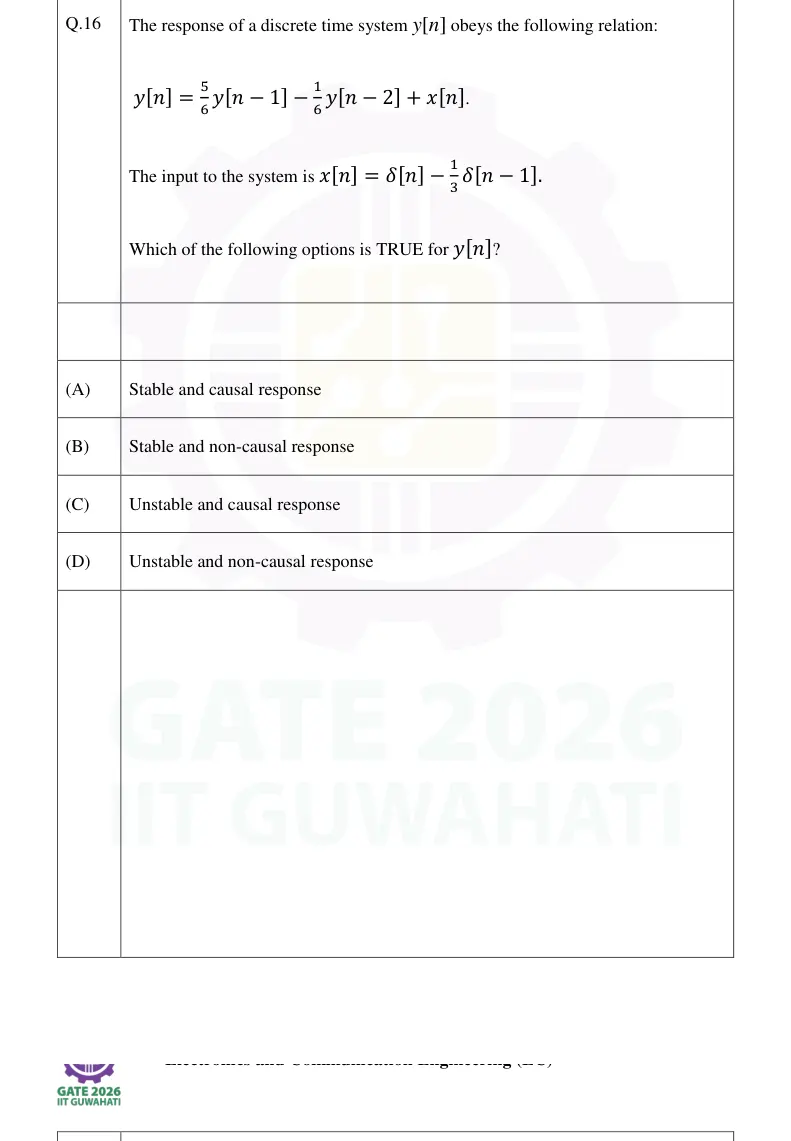 Q.16 The response of a discrete time system y[n] obeys the following relation:
y[n] = 5/6 y[n − 1] − 1/6 y[n − 2] + x[n].
The input to the system is x[n] = δ[n] − 1/3 δ[n − 1].
Which of the following options is TRUE for y[n]?
(A) Stable and causal response
(B) Stable and non-causal response
(C) Unstable and causal response
(D) Unstable and non-causal response
GATE 2026
IIT GUWAHATI
GATE 2026
IIT GUWAHATI